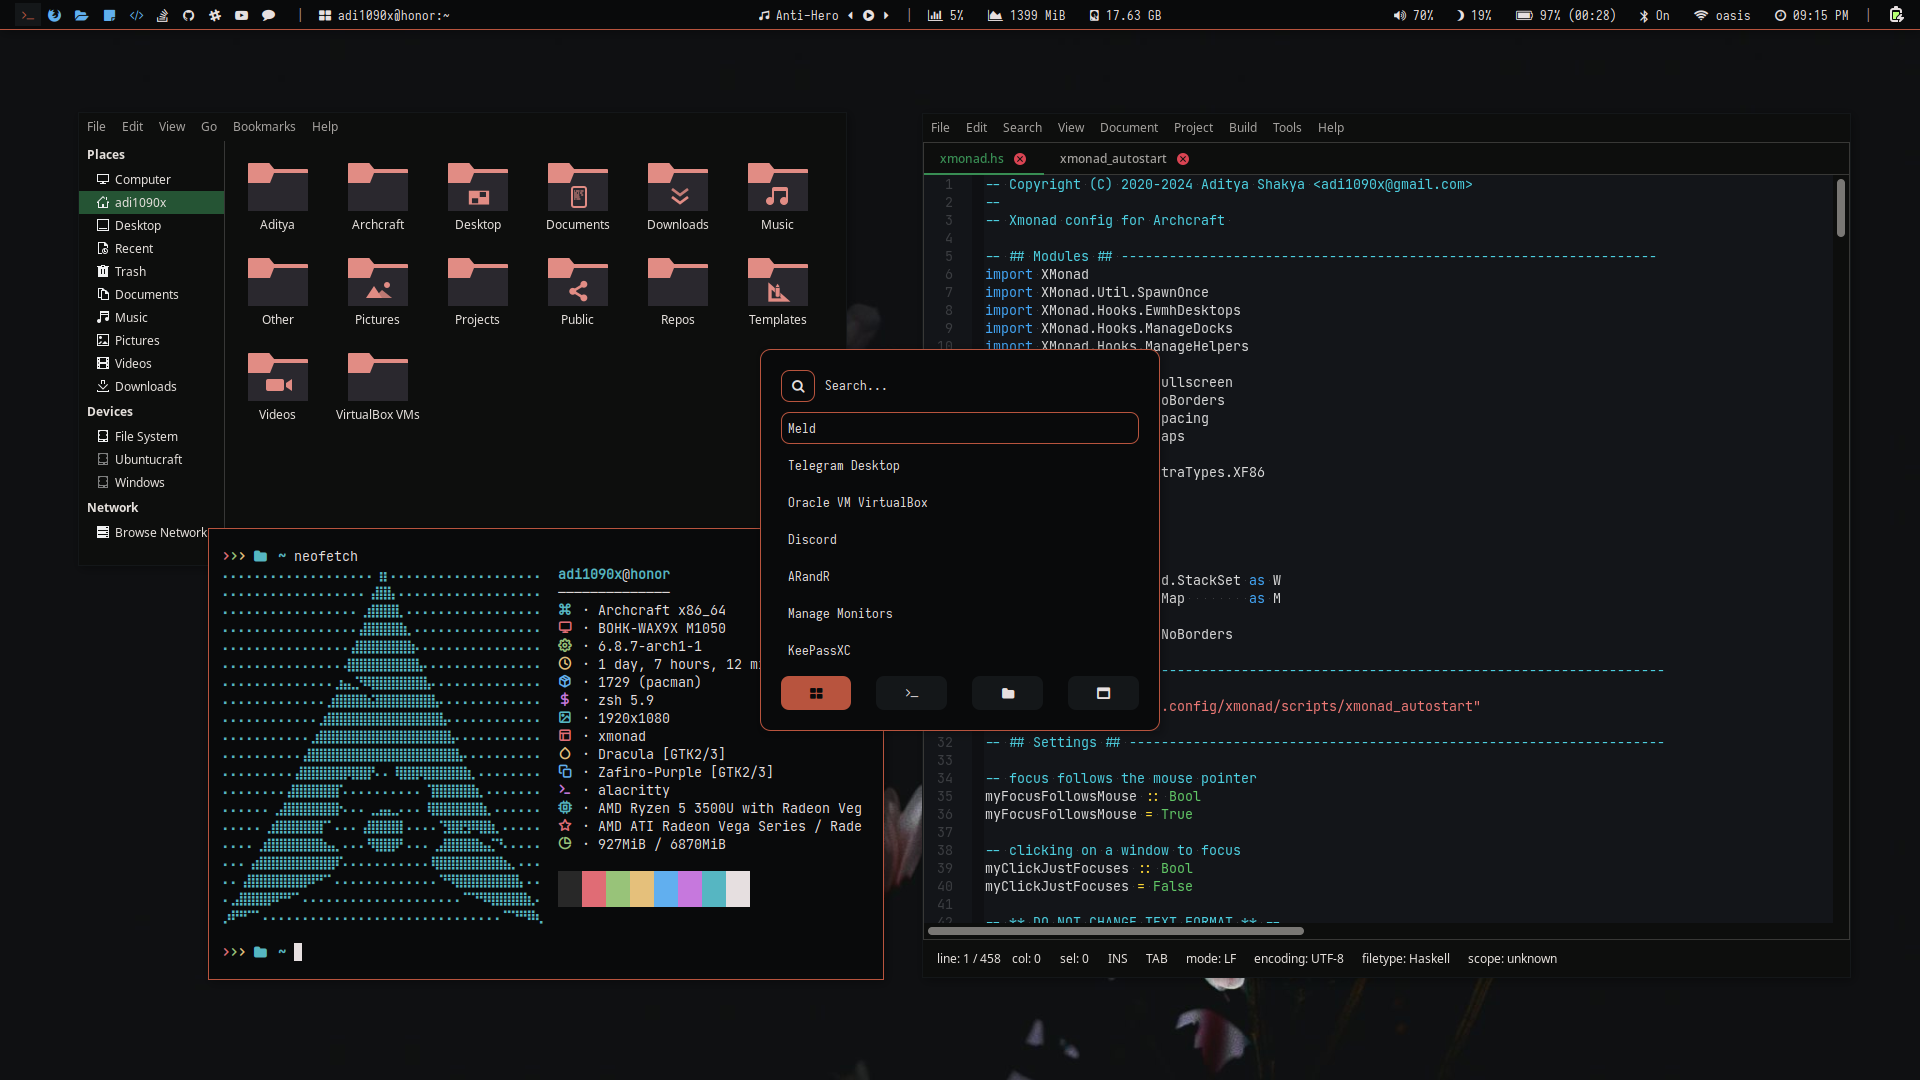 adi1090x@honor:~
Anti-Hero
5%
1399 MiB
17.63 GB
70%
19%
97% (00:28)
On
oasis
09:15 PM
File Edit View Go Bookmarks Help
Places
Computer
adi1090x
Desktop
Recent
Trash
Documents
Music
Pictures
Videos
Downloads
Devices
File System
Ubuntucraft
Windows
Network
Browse Network
Aditya
Archcraft
Desktop
Documents
Downloads
Music
Other
Pictures
Projects
Public
Repos
Templates
Videos
VirtualBox VMs
>>> ~ neofetch
adi1090x@honor
--------------
· Archcraft x86_64
· BOHK-WAX9X M1050
· 6.8.7-arch1-1
· 1 day, 7 hours, 12 m
· 1729 (pacman)
· zsh 5.9
· 1920x1080
· xmonad
· Dracula [GTK2/3]
· Zafiro-Purple [GTK2/3]
· alacritty
· AMD Ryzen 5 3500U with Radeon Veg
· AMD ATI Radeon Vega Series / Rade
· 927MiB / 6870MiB
>>> ~
Search...
Meld
Telegram Desktop
Oracle VM VirtualBox
Discord
ARandR
Manage Monitors
KeePassXC
File Edit Search View Document Project Build Tools Help
xmonad.hs
xmonad_autostart
1 -- Copyright (C) 2020-2024 Aditya Shakya <adi1090x@gmail.com>
2 --
3 -- Xmonad config for Archcraft
4
5 -- ## Modules ## -------------------------------------------------------------------
6 import XMonad
7 import XMonad.Util.SpawnOnce
8 import XMonad.Hooks.EwmhDesktops
9 import XMonad.Hooks.ManageDocks
10 import XMonad.Hooks.ManageHelpers
ullscreen
oBorders
pacing
aps
traTypes.XF86
d.StackSet as W
Map as M
NoBorders
---------------------------------------------------------------
.config/xmonad/scripts/xmonad_autostart"
32 -- ## Settings ## -------------------------------------------------------------------
33
34 -- focus follows the mouse pointer
35 myFocusFollowsMouse :: Bool
36 myFocusFollowsMouse = True
37
38 -- clicking on a window to focus
39 myClickJustFocuses :: Bool
40 myClickJustFocuses = False
41
42 -- ** DO NOT CHANGE TEXT FORMAT ** --
line: 1 / 458 col: 0 sel: 0 INS TAB mode: LF encoding: UTF-8 filetype: Haskell scope: unknown